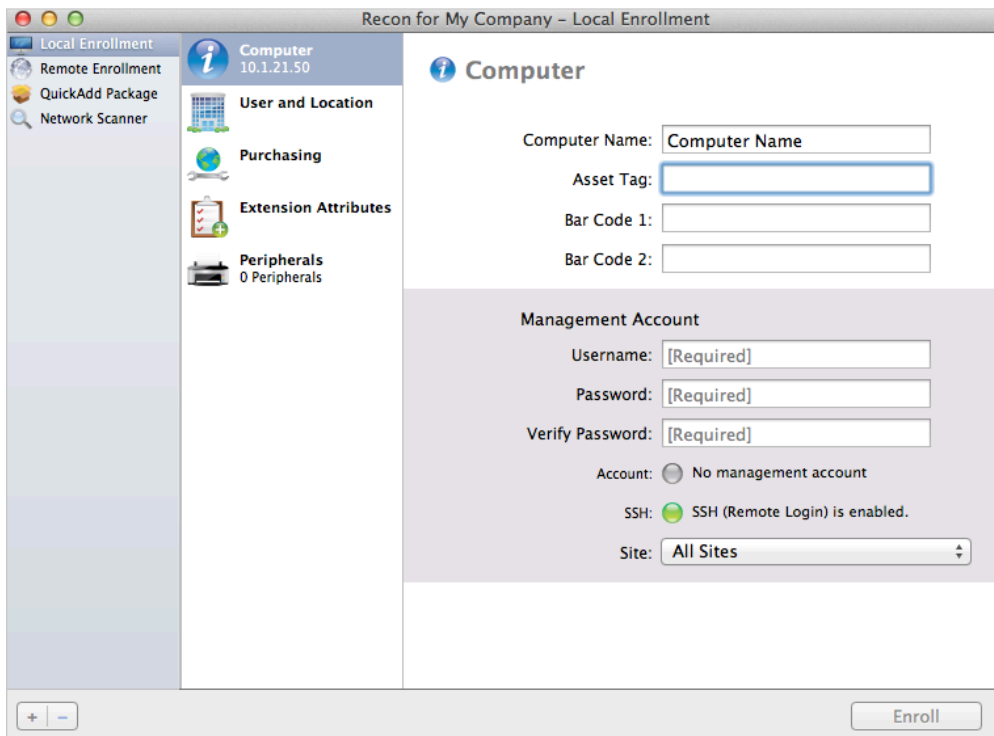 Recon for My Company – Local Enrollment
Local Enrollment
Remote Enrollment
QuickAdd Package
Network Scanner
Computer
10.1.21.50
User and Location
Purchasing
Extension Attributes
Peripherals
0 Peripherals
Computer
Computer Name: Computer Name
Asset Tag:
Bar Code 1:
Bar Code 2:
Management Account
Username: [Required]
Password: [Required]
Verify Password: [Required]
Account: No management account
SSH: SSH (Remote Login) is enabled.
Site: All Sites
+ −
Enroll